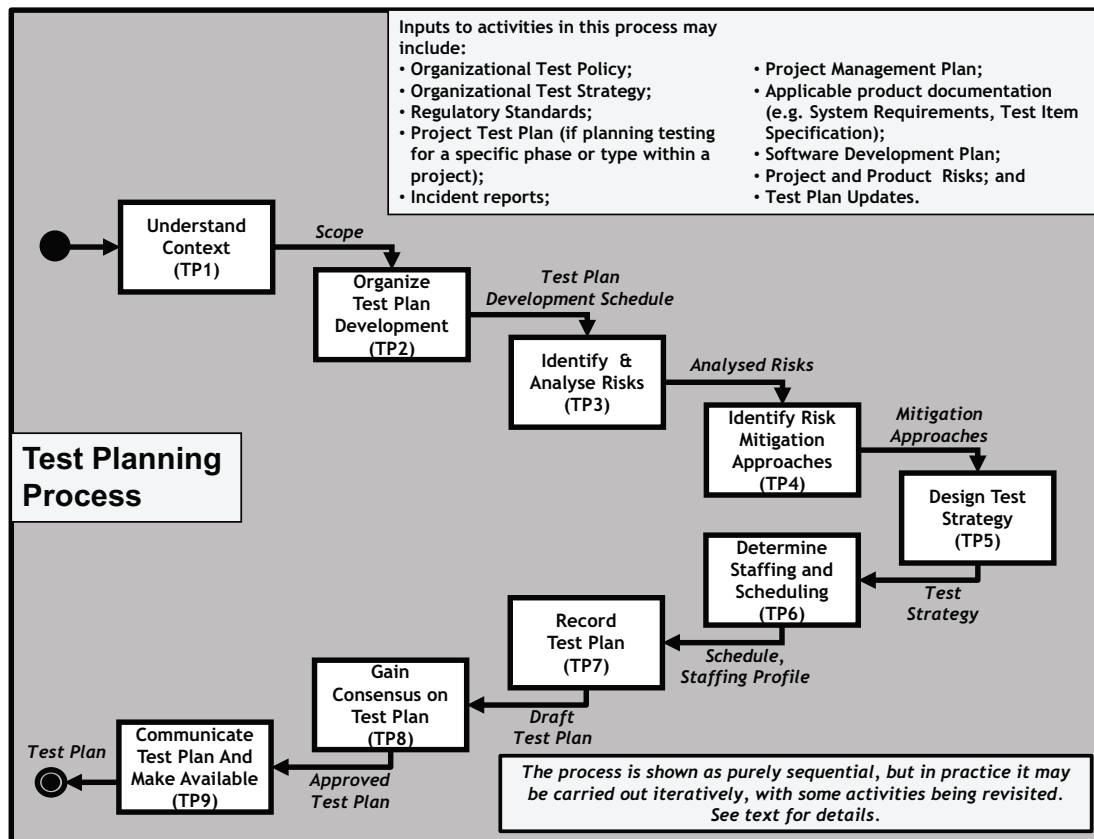 Inputs to activities in this process may
include:
• Organizational Test Policy;
• Organizational Test Strategy;
• Regulatory Standards;
• Project Test Plan (if planning testing
for a specific phase or type within a
project);
• Incident reports;
• Project Management Plan;
• Applicable product documentation
(e.g. System Requirements, Test Item
Specification);
• Software Development Plan;
• Project and Product Risks; and
• Test Plan Updates.
Understand
Context
(TP1)
Scope
Organize
Test Plan
Development
(TP2)
Test Plan
Development Schedule
Identify &
Analyse Risks
(TP3)
Analysed Risks
Identify Risk
Mitigation
Approaches
(TP4)
Mitigation
Approaches
Test Planning
Process
Design Test
Strategy
(TP5)
Test
Strategy
Determine
Staffing and
Scheduling
(TP6)
Schedule,
Staffing Profile
Record
Test Plan
(TP7)
Draft
Test Plan
Gain
Consensus on
Test Plan
(TP8)
Approved
Test Plan
Communicate
Test Plan And
Make Available
(TP9)
Test Plan
The process is shown as purely sequential, but in practice it may
be carried out iteratively, with some activities being revisited.
See text for details.